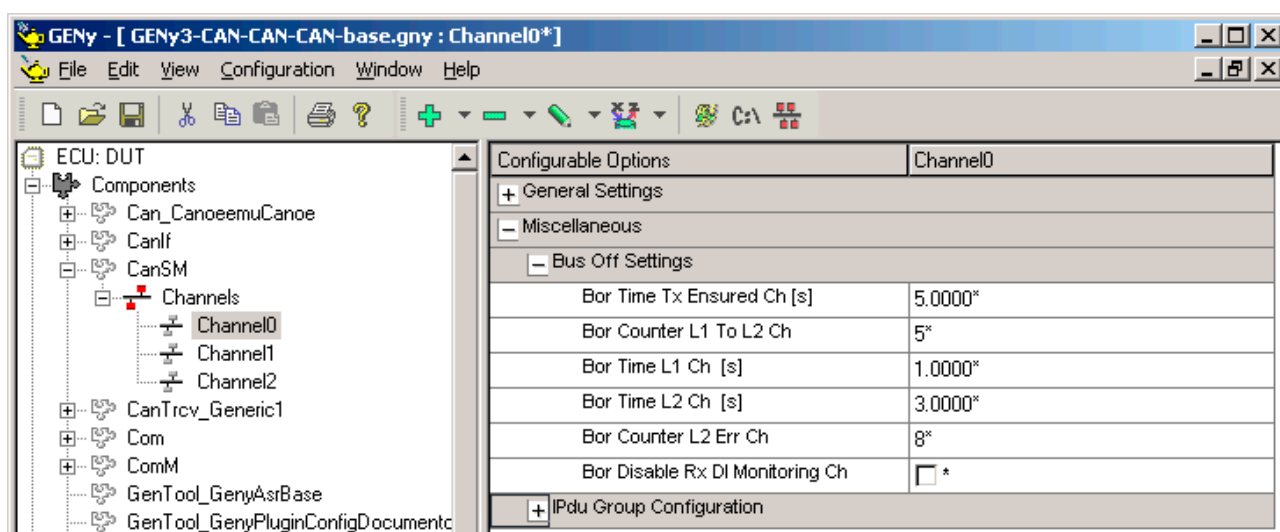 GENy - [ GENy3-CAN-CAN-CAN-base.gny : Channel0*]
File Edit View Configuration Window Help
C:\
ECU: DUT
Components
Can_CanoeemuCanoe
CanIf
CanSM
Channels
Channel0
Channel1
Channel2
CanTrcv_Generic1
Com
ComM
GenTool_GenyAsrBase
GenTool_GenyPluginConfigDocumentc
Configurable Options Channel0
General Settings
Miscellaneous
Bus Off Settings
Bor Time Tx Ensured Ch [s] 5.0000*
Bor Counter L1 To L2 Ch 5*
Bor Time L1 Ch [s] 1.0000*
Bor Time L2 Ch [s] 3.0000*
Bor Counter L2 Err Ch 8*
Bor Disable Rx Dl Monitoring Ch *
IPdu Group Configuration